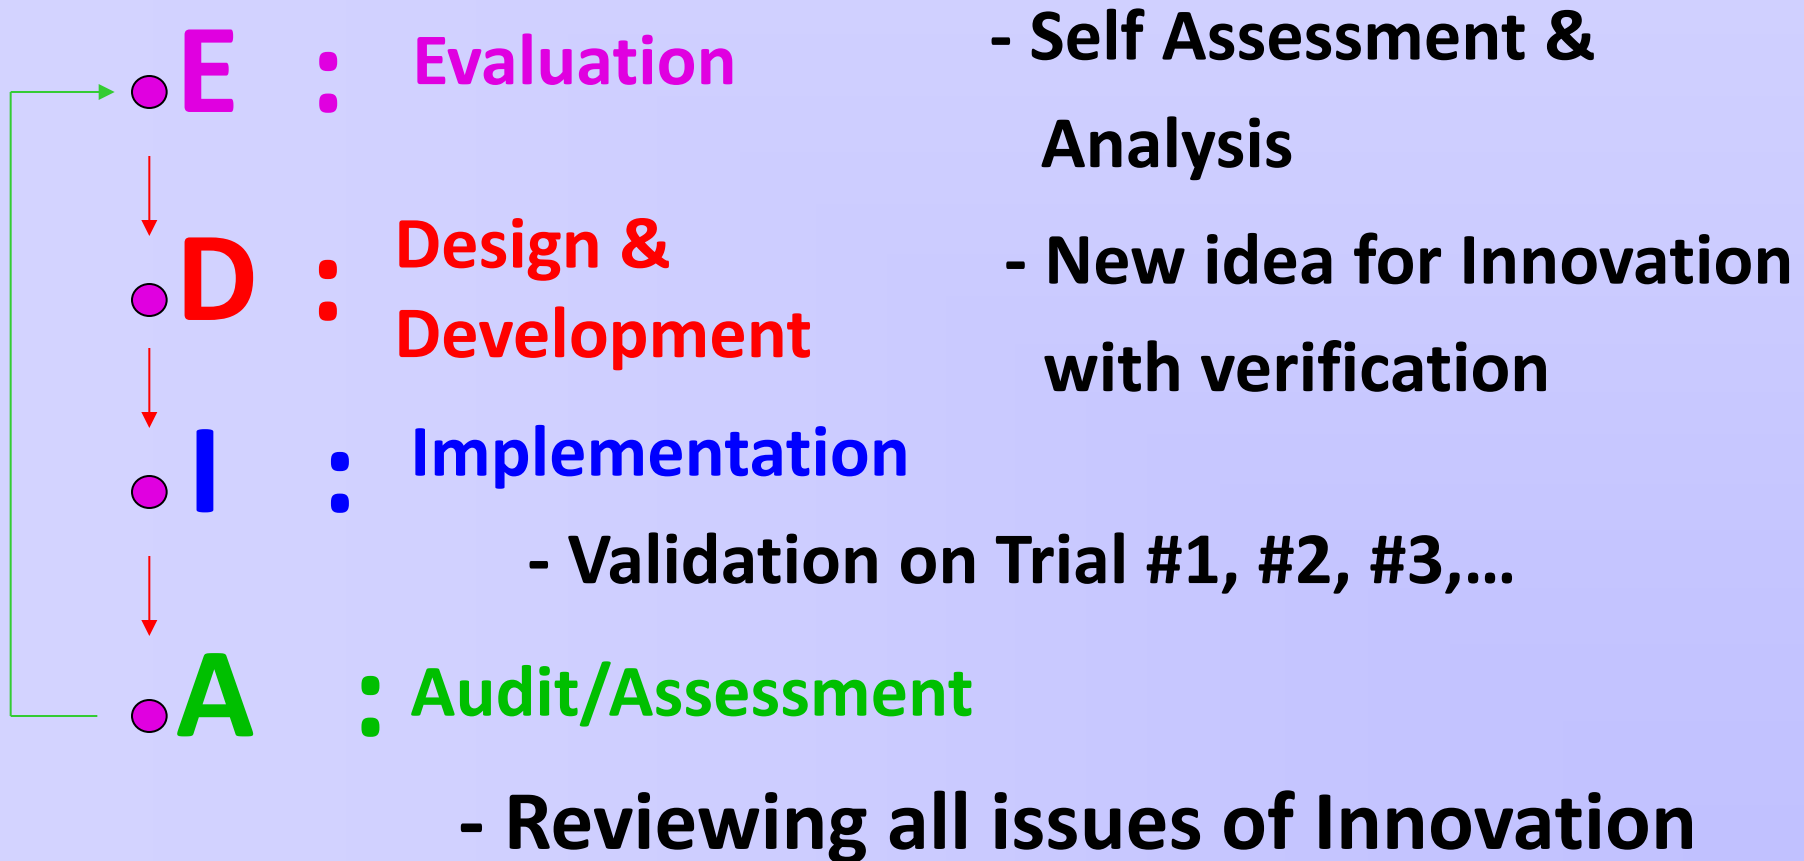 E : Evaluation - Self Assessment &
Analysis
D : Design &
Development
- New idea for Innovation
with verification
I : Implementation
- Validation on Trial #1, #2, #3,...
A : Audit/Assessment
- Reviewing all issues of Innovation